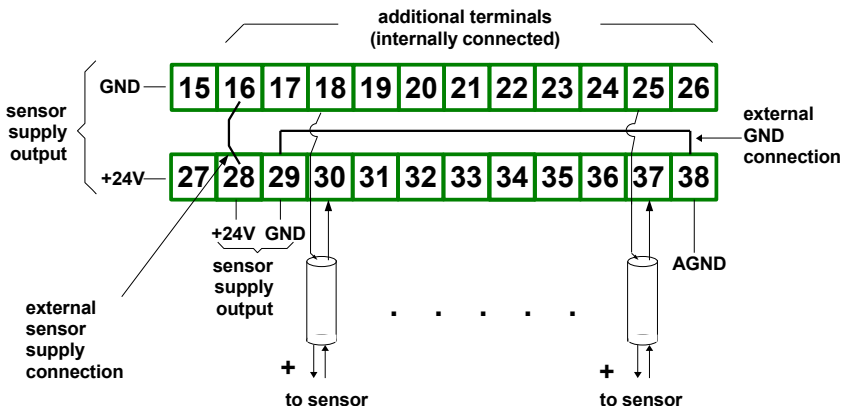 additional terminals
(internally connected)
GND
15 16 17 18 19 20 21 22 23 24 25 26
sensor
supply
output
external
GND
connection
+24V
27 28 29 30 31 32 33 34 35 36 37 38
+24V GND
AGND
sensor
supply
output
external
sensor
supply
connection
. . . . .
+ +
to sensor to sensor